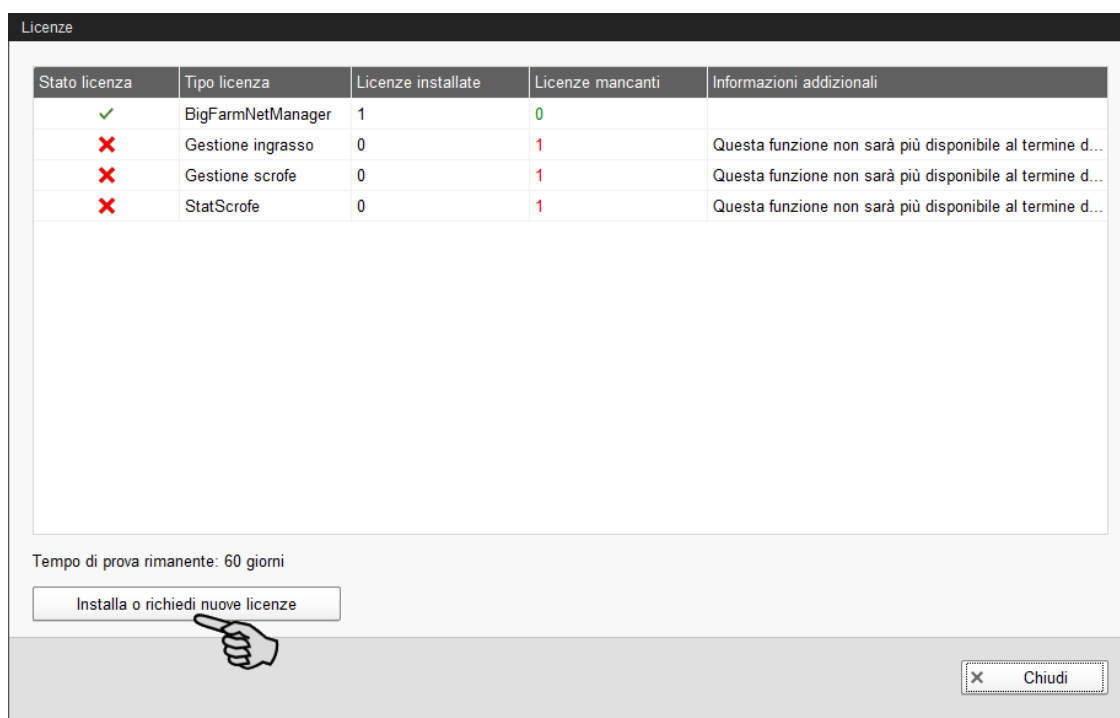 Licenze
Stato licenza Tipo licenza Licenze installate Licenze mancanti Informazioni addizionali
BigFarmNetManager 1 0
Gestione ingrasso 0 1 Questa funzione non sarà più disponibile al termine d...
Gestione scrofe 0 1 Questa funzione non sarà più disponibile al termine d...
StatScrofe 0 1 Questa funzione non sarà più disponibile al termine d...
Tempo di prova rimanente: 60 giorni
Installa o richiedi nuove licenze
Chiudi